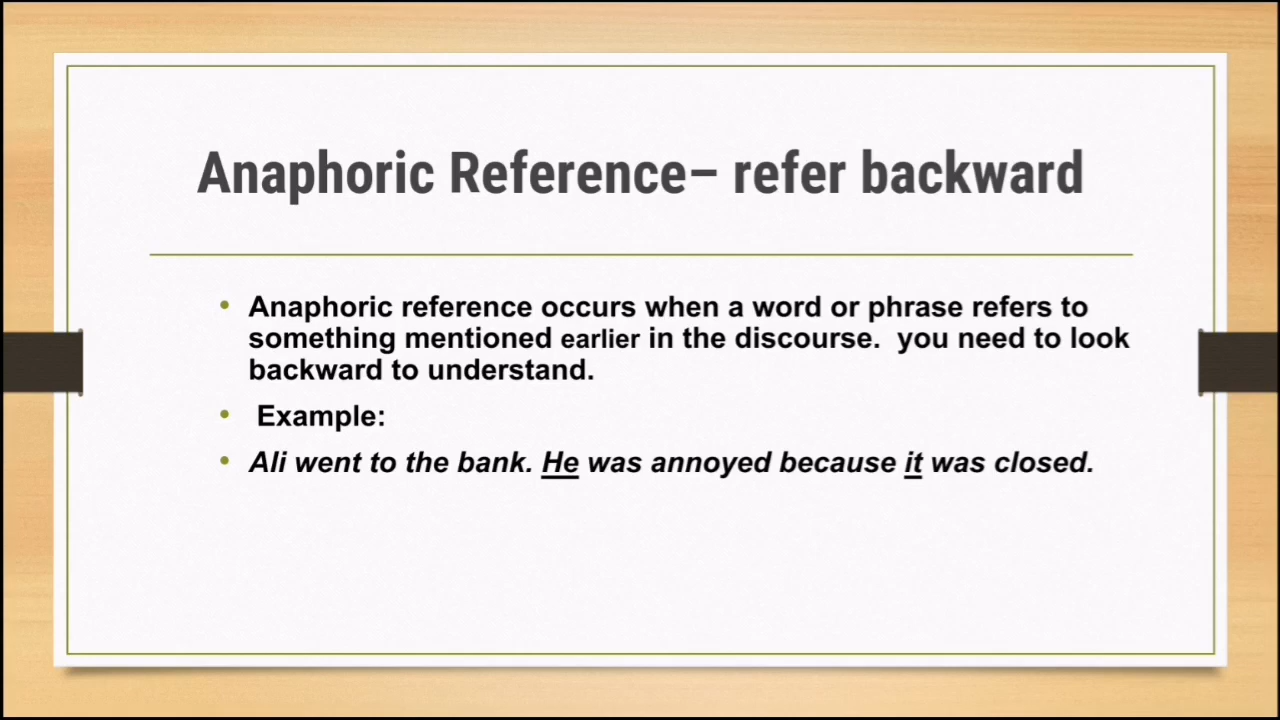 Anaphoric Reference– refer backward
• Anaphoric reference occurs when a word or phrase refers to
something mentioned earlier in the discourse.  you need to look
backward to understand.
• Example:
• Ali went to the bank. He was annoyed because it was closed.